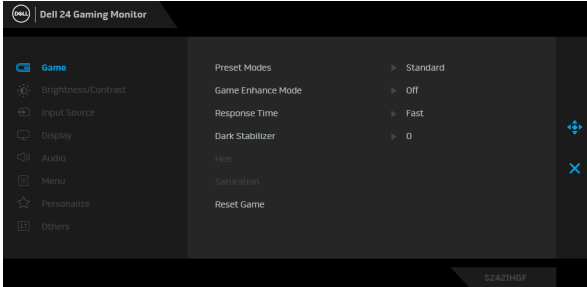 DELL
Dell 24 Gaming Monitor
Game
Brightness/Contrast
Input Source
Display
Audio
Menu
Personalize
Others
Preset Modes Standard
Game Enhance Mode Off
Response Time Fast
Dark Stabilizer 0
Hue
Saturation
Reset Game
S2421HGF